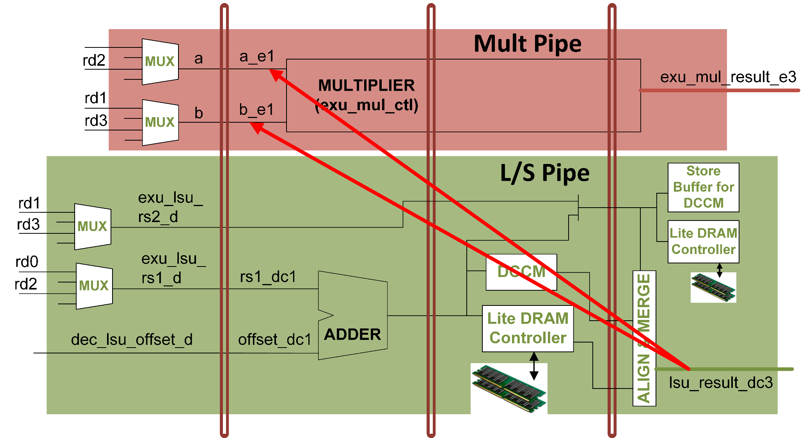 Mult Pipe
rd2
MUX
a
a_e1
MULTIPLIER
(exu_mul_ctl)
exu_mul_result_e3
rd1
rd3
MUX
b
b_e1
L/S Pipe
rd1
rd3
MUX
exu_lsu_
rs2_d
Store
Buffer for
DCCM
Lite DRAM
Controller
rd0
rd2
MUX
exu_lsu_
rs1_d
rs1_dc1
DCCM
ADDER
Lite DRAM
Controller
ALIGN & MERGE
dec_lsu_offset_d
offset_dc1
lsu_result_dc3